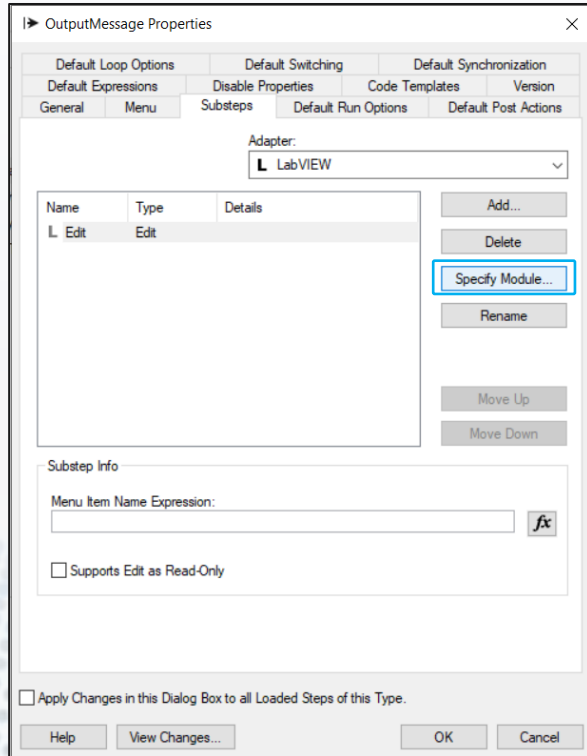 OutputMessage Properties
Default Loop Options Default Switching Default Synchronization
Default Expressions Disable Properties Code Templates Version
General Menu Substeps Default Run Options Default Post Actions
Adapter:
L LabVIEW
Name Type Details Add...
L Edit Edit
Delete
Specify Module...
Rename
Move Up
Move Down
Substep Info
Menu Item Name Expression:
fx
Supports Edit as Read-Only
Apply Changes in this Dialog Box to all Loaded Steps of this Type.
Help View Changes... OK Cancel